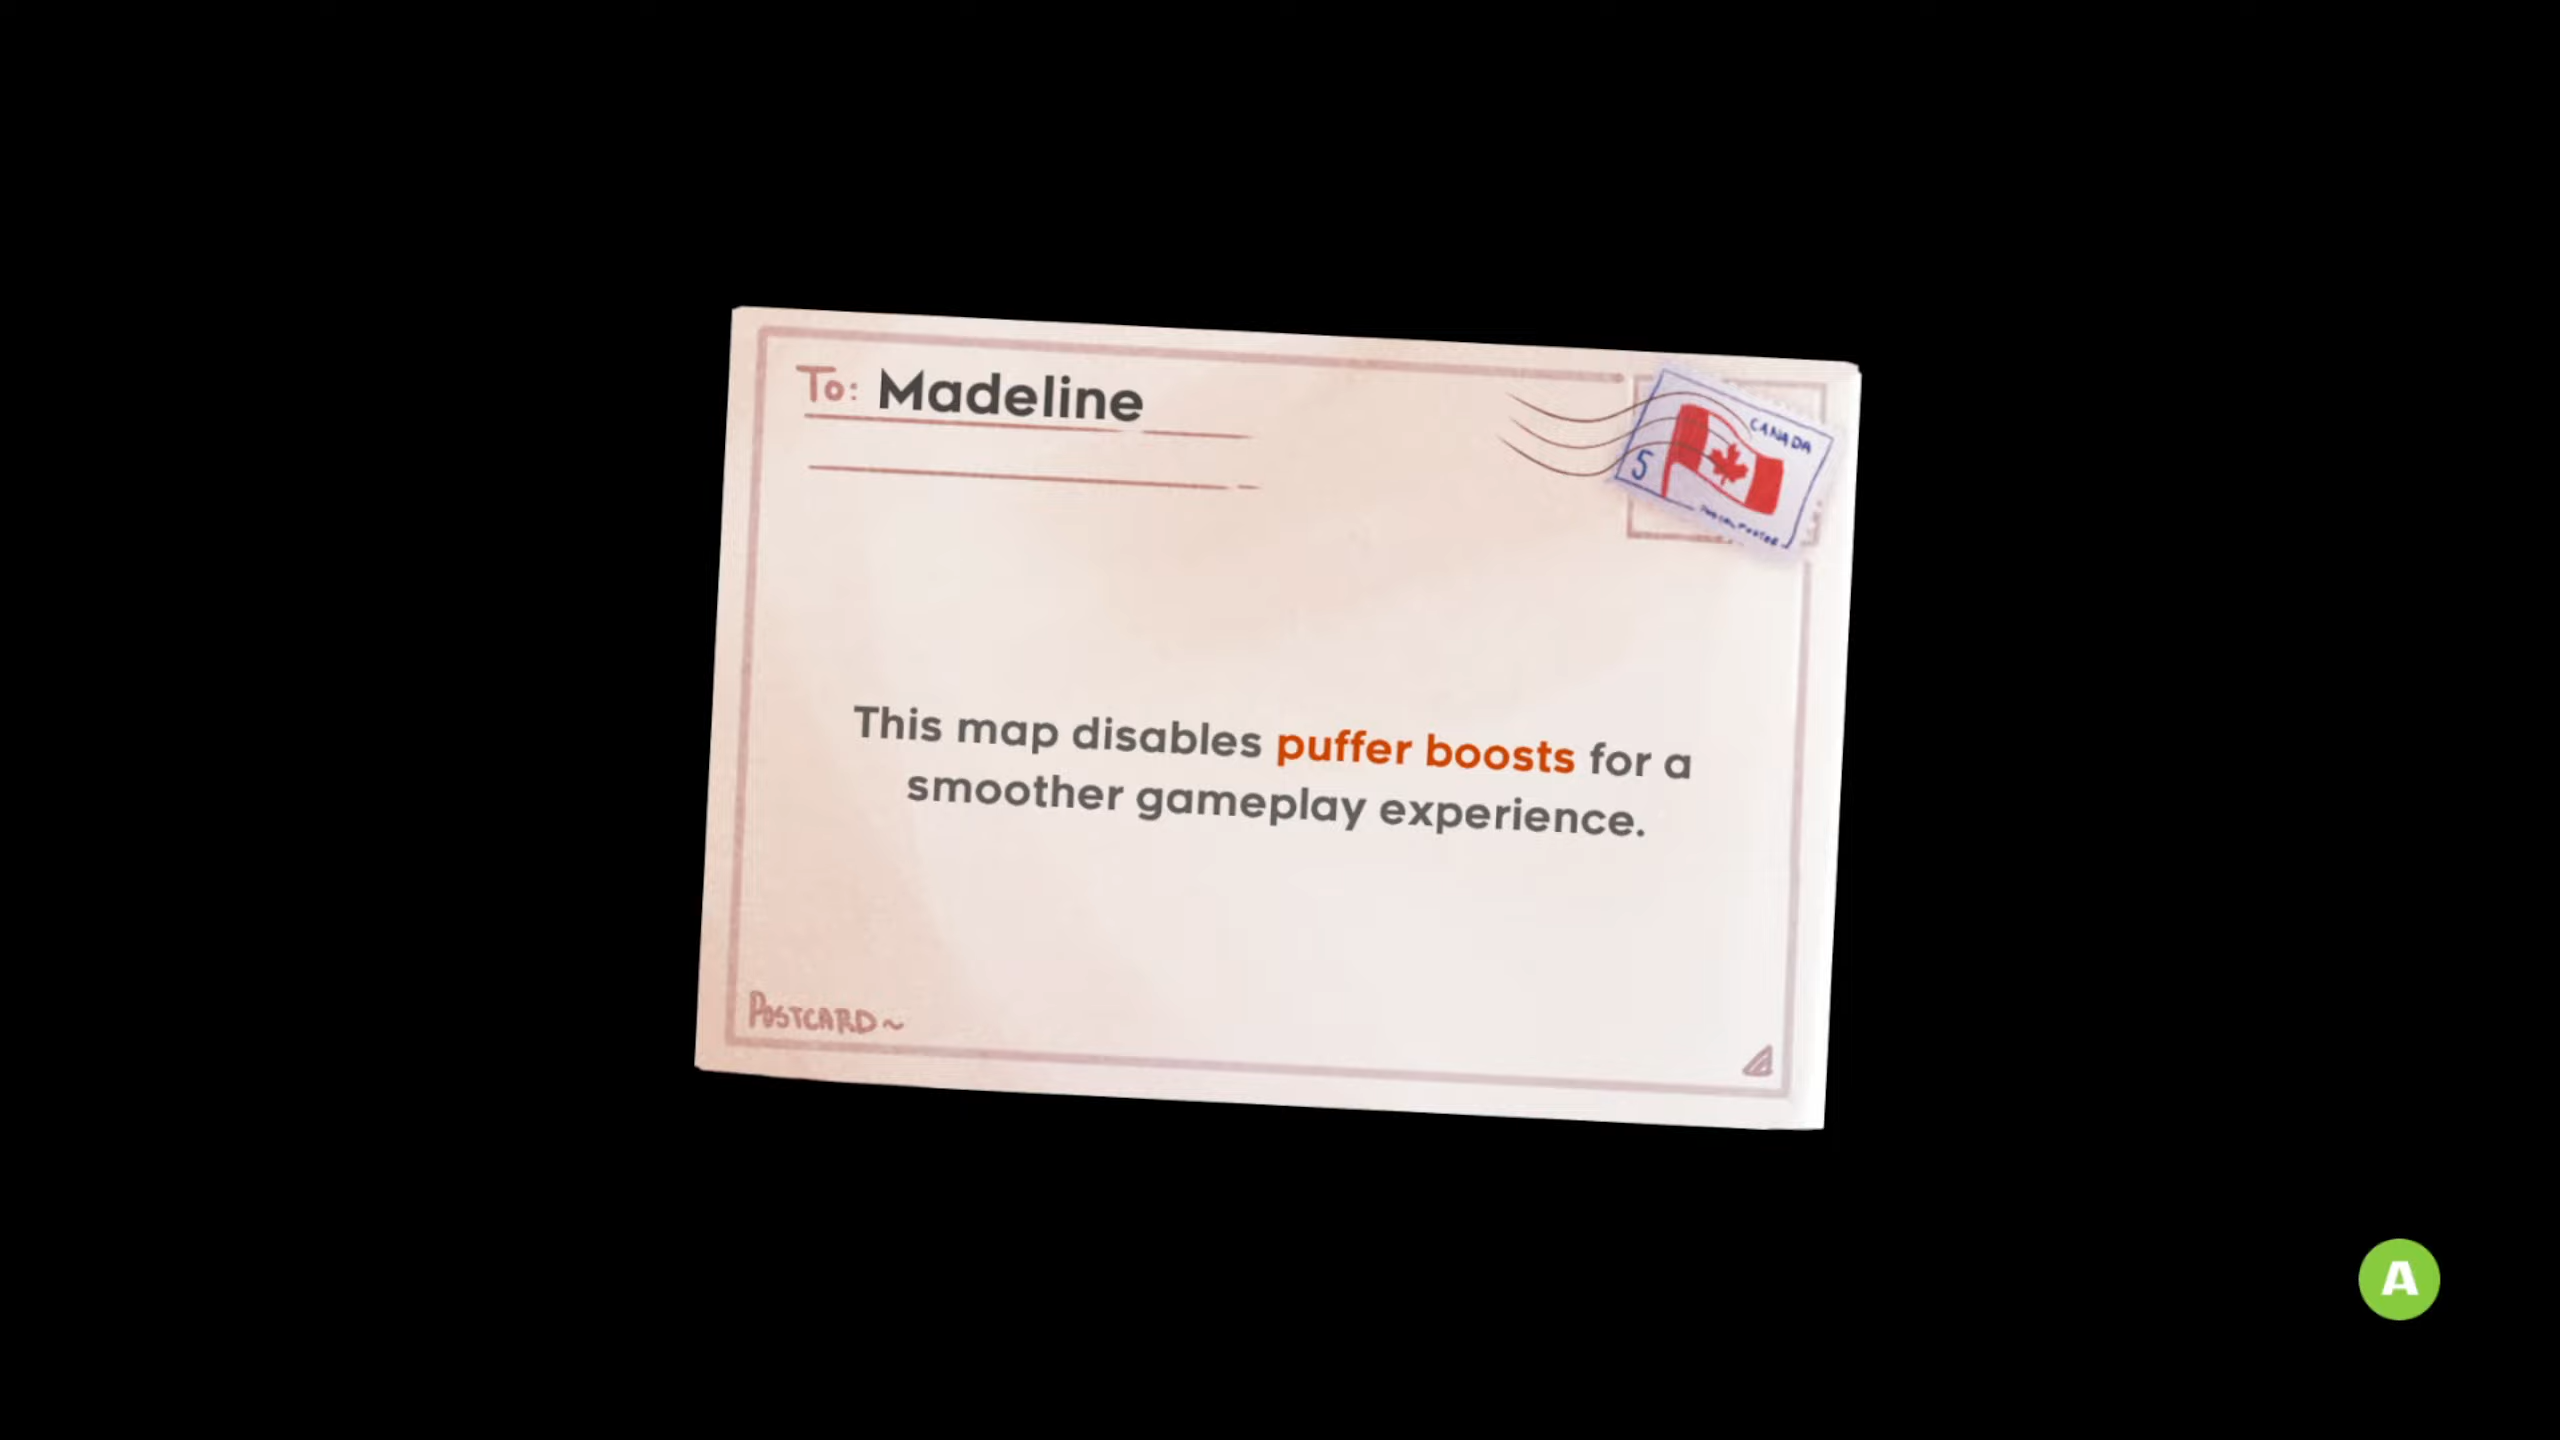 To: Madeline
CANADA
5
This map disables puffer boosts for a
smoother gameplay experience.
POSTCARD~
A